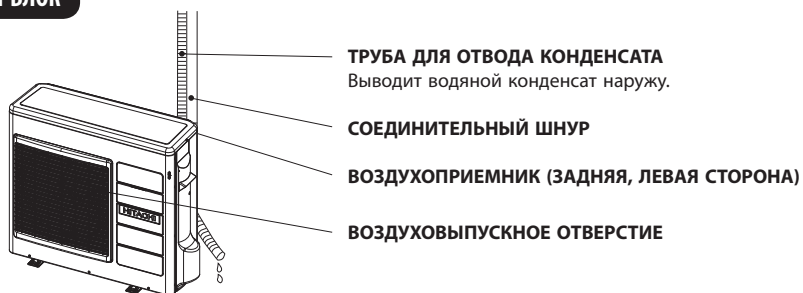 БЛОК
ТРУБА ДЛЯ ОТВОДА КОНДЕНСАТА
Выводит водяной конденсат наружу.
СОЕДИНИТЕЛЬНЫЙ ШНУР
ВОЗДУХОПРИЕМНИК (ЗАДНЯЯ, ЛЕВАЯ СТОРОНА)
HITACHI
ВОЗДУХОВЫПУСКНОЕ ОТВЕРСТИЕ